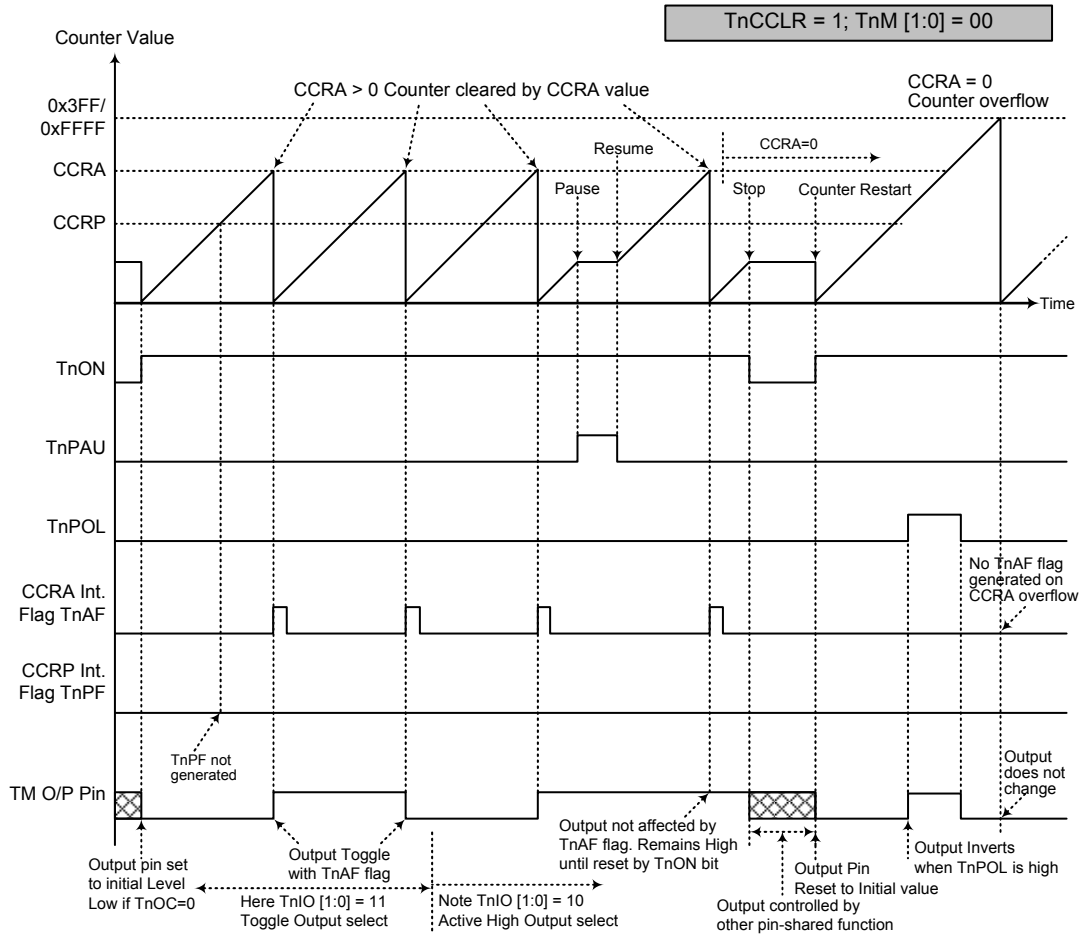 TnCCLR = 1; TnM [1:0] = 00
Counter Value
CCRA > 0 Counter cleared by CCRA value
CCRA = 0
Counter overflow
0x3FF/
0xFFFF
Resume
CCRA=0
CCRA
Pause
Stop
Counter Restart
CCRP
Time
TnON
TnPAU
TnPOL
No TnAF flag
generated on
CCRA overflow
CCRA Int.
Flag TnAF
CCRP Int.
Flag TnPF
TnPF not
generated
Output
does not
change
TM O/P Pin
Output pin set
to initial Level
Low if TnOC=0
Output Toggle
with TnAF flag
Here TnIO [1:0] = 11
Toggle Output select
Note TnIO [1:0] = 10
Active High Output select
Output not affected by
TnAF flag. Remains High
until reset by TnON bit
Output Pin
Reset to Initial value
Output controlled by
other pin-shared function
Output Inverts
when TnPOL is high